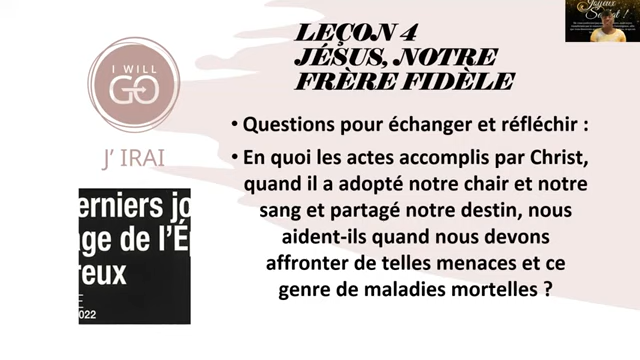 LEÇON 4
JÉSUS, NOTRE
FRÈRE FIDÈLE
I WILL
GO
J' IRAI
• Questions pour échanger et réfléchir :
• En quoi les actes accomplis par Christ,
quand il a adopté notre chair et notre
sang et partagé notre destin, nous
aident-ils quand nous devons
affronter de telles menaces et ce
genre de maladies mortelles ?
erniers jo
age de l'É
reux
022
Joyeux